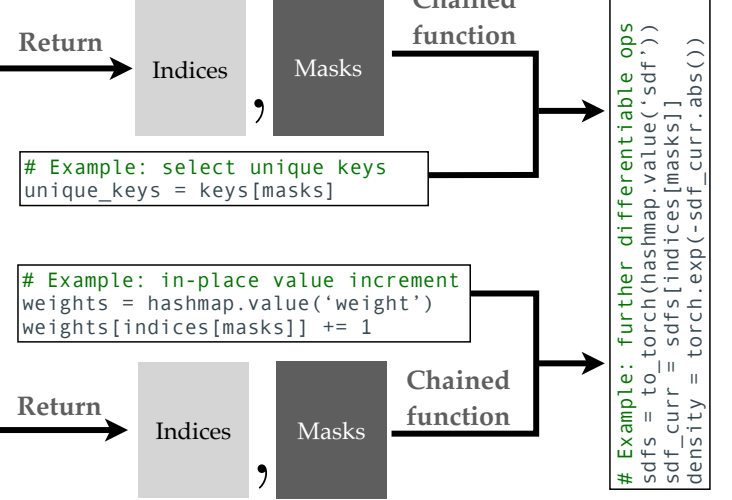 Chained
function
Return
Indices
,
Masks
# Example: select unique keys
unique_keys = keys[masks]
# Example: in-place value increment
weights = hashmap.value(‘weight’)
weights[indices[masks]] += 1
Return
Indices
,
Masks
Chained
function
# Example: further differentiable ops
sdfs = to_torch(hashmap.value(‘sdf’))
sdf_curr = sdfs[indices[masks]]
density = torch.exp(-sdf_curr.abs())